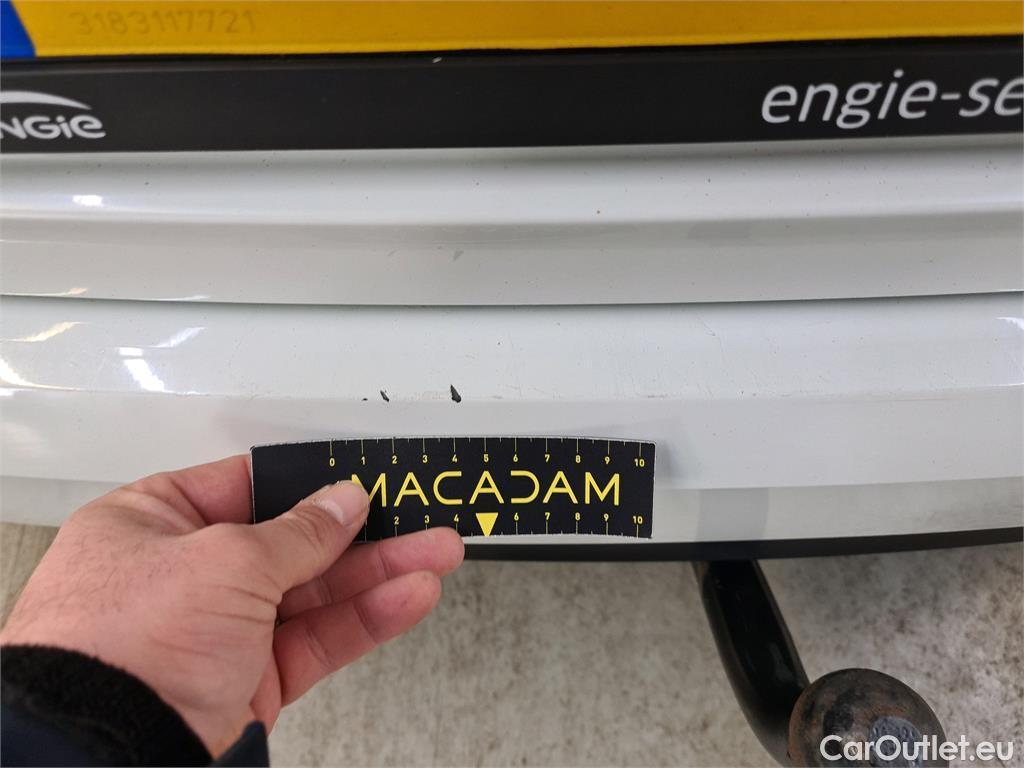 3183117721
ENGIE
engie-se
0 1 2 3 4 5 6 7 8 9 10
MACADAM
2 3 4 6 7 8 9 10
CarOutlet.eu